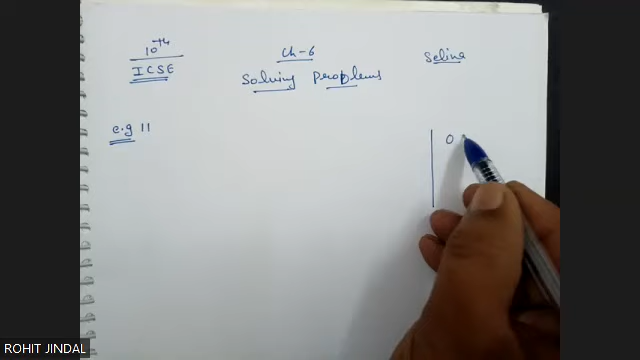 10th
ICSE
Ch-6
Solving Problems
Selina
e.g 11
0
ROHIT JINDAL